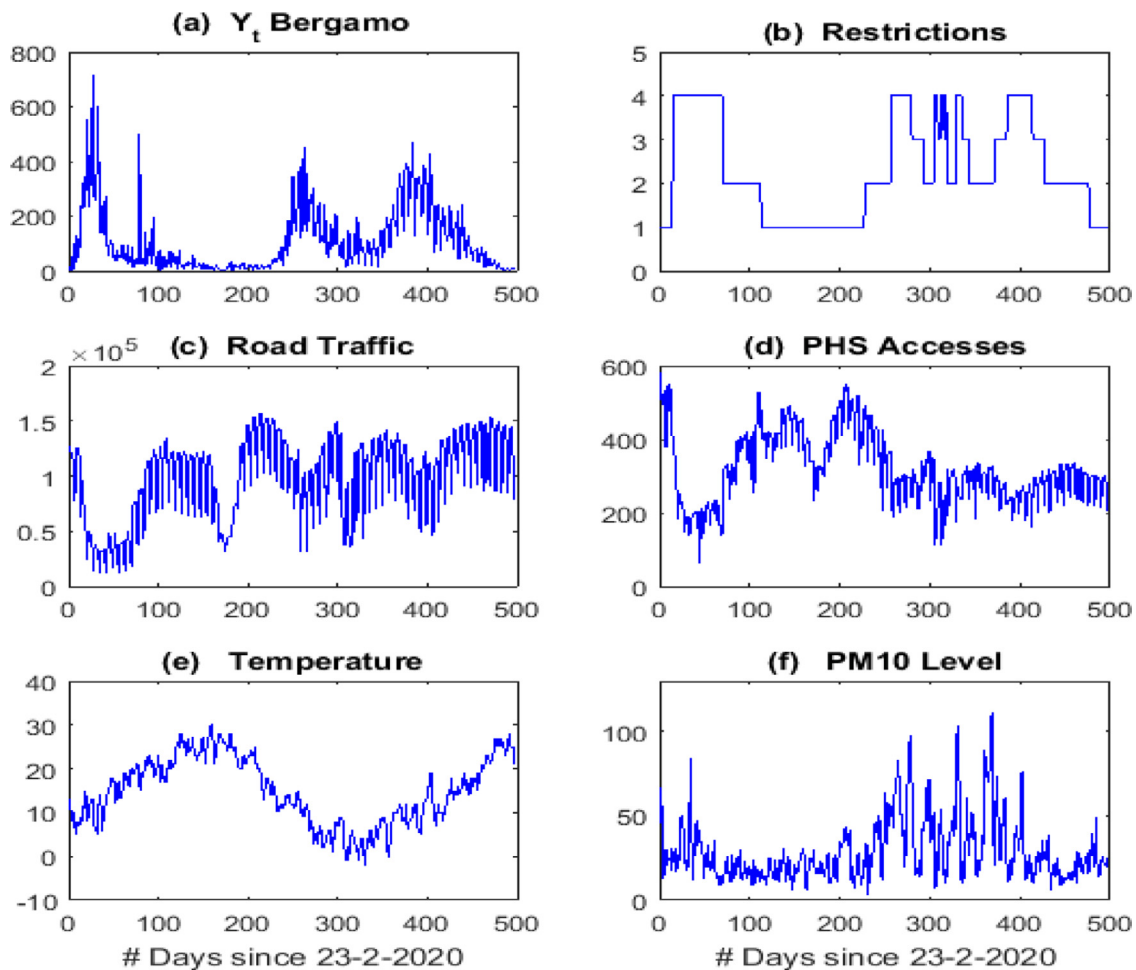 (a) Y_t Bergamo
800
600
400
200
0
0 100 200 300 400 500
(b) Restrictions
5
4
3
2
1
0
0 100 200 300 400 500
(c) Road Traffic
× 10^5
2
1.5
1
0.5
0
0 100 200 300 400 500
(d) PHS Accesses
600
400
200
0
0 100 200 300 400 500
(e) Temperature
40
30
20
10
0
-10
0 100 200 300 400 500
# Days since 23-2-2020
(f) PM10 Level
100
50
0
0 100 200 300 400 500
# Days since 23-2-2020